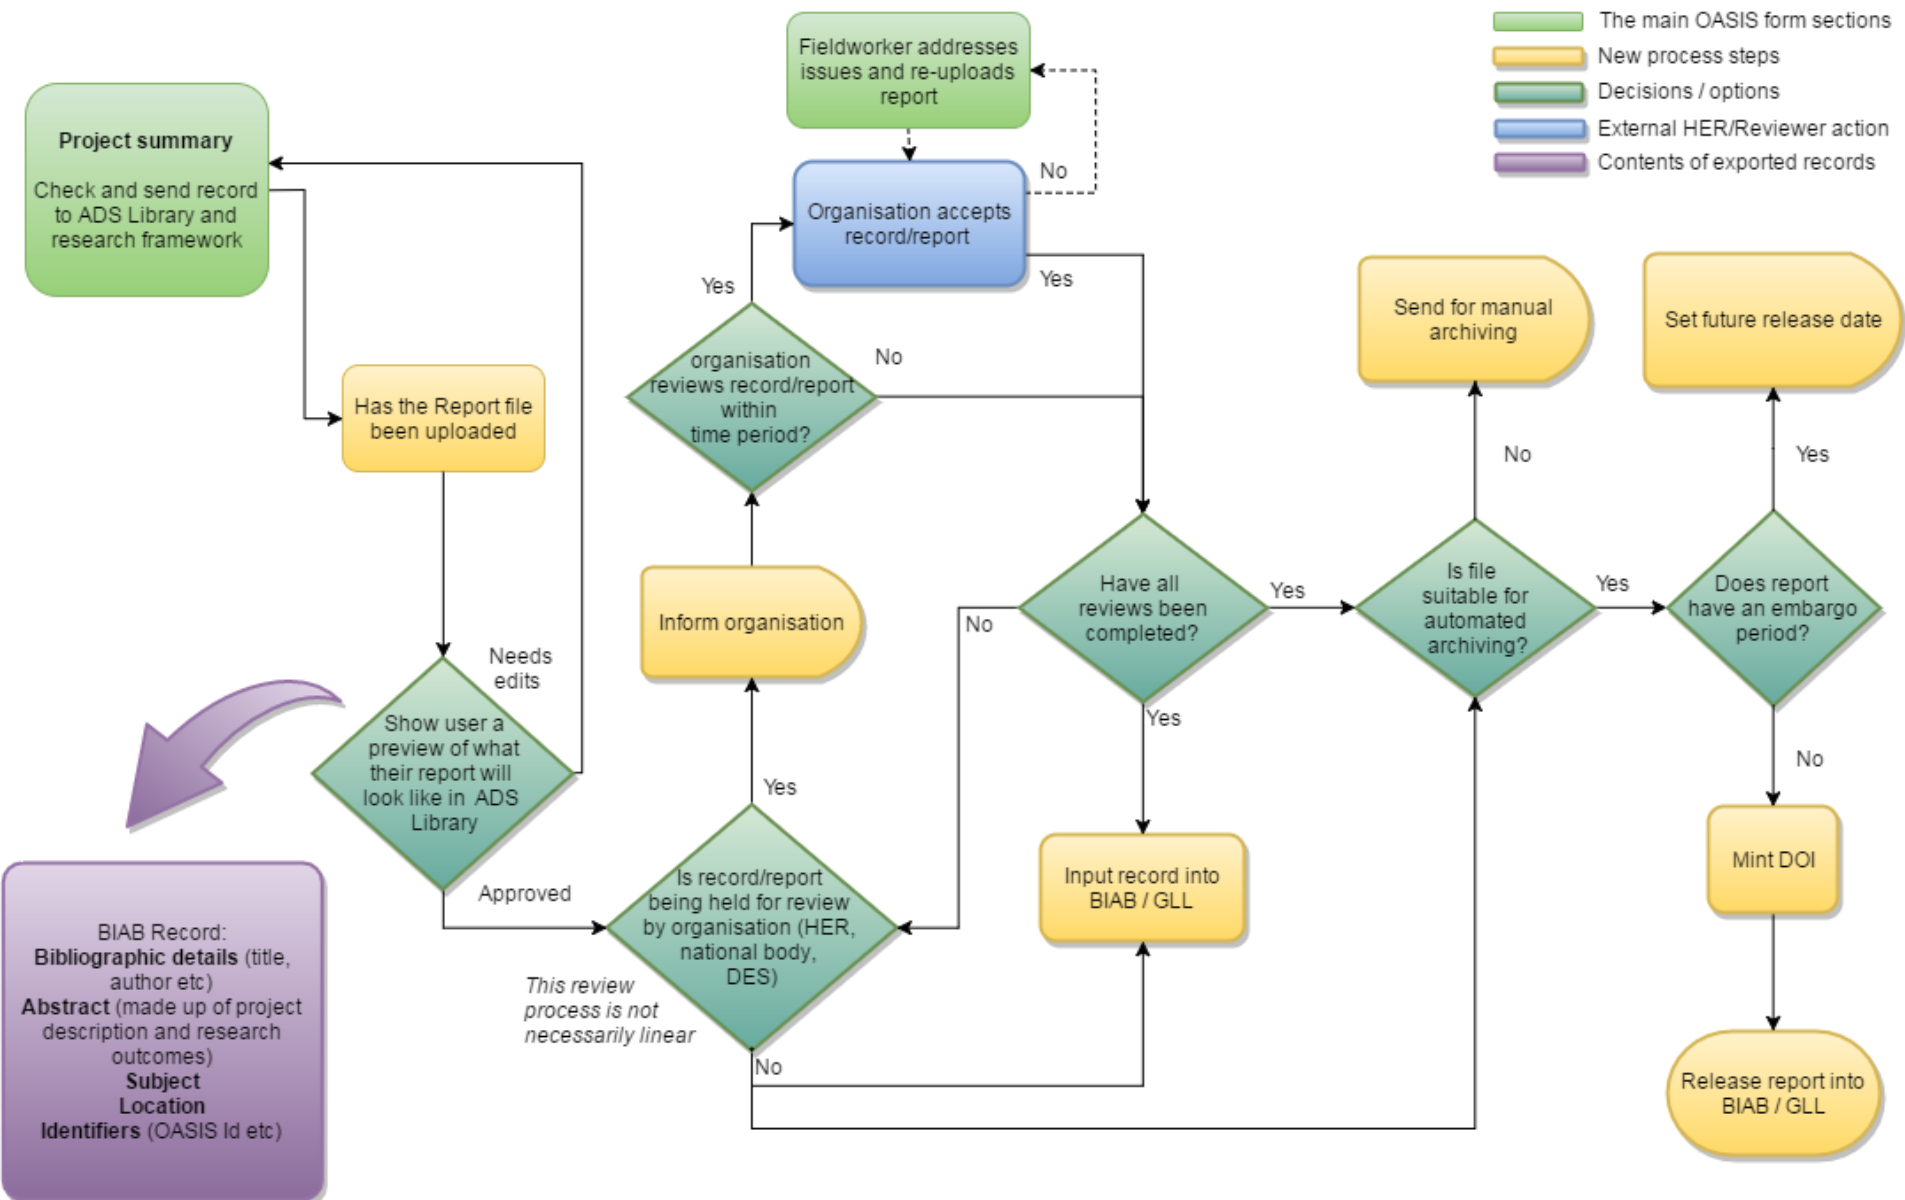 The main OASIS form sections
New process steps
Decisions / options
External HER/Reviewer action
Contents of exported records
Project summary
Check and send record
to ADS Library and
research framework
Has the Report file
been uploaded
Needs
edits
Show user a
preview of what
their report will
look like in ADS
Library
Approved
BIAB Record:
Bibliographic details (title,
author etc)
Abstract (made up of project
description and research
outcomes)
Subject
Location
Identifiers (OASIS Id etc)
Fieldworker addresses
issues and re-uploads
report
No
Organisation accepts
record/report
Yes
Yes
organisation
reviews record/report
within
time period?
No
Inform organisation
Yes
Is record/report
being held for review
by organisation (HER,
national body,
DES)
This review
process is not
necessarily linear
No
Have all
reviews been
completed?
No
Yes
Yes
Input record into
BIAB / GLL
Send for manual
archiving
No
Is file
suitable for
automated
archiving?
Yes
Set future release date
Yes
Does report
have an embargo
period?
No
Mint DOI
Release report into
BIAB / GLL